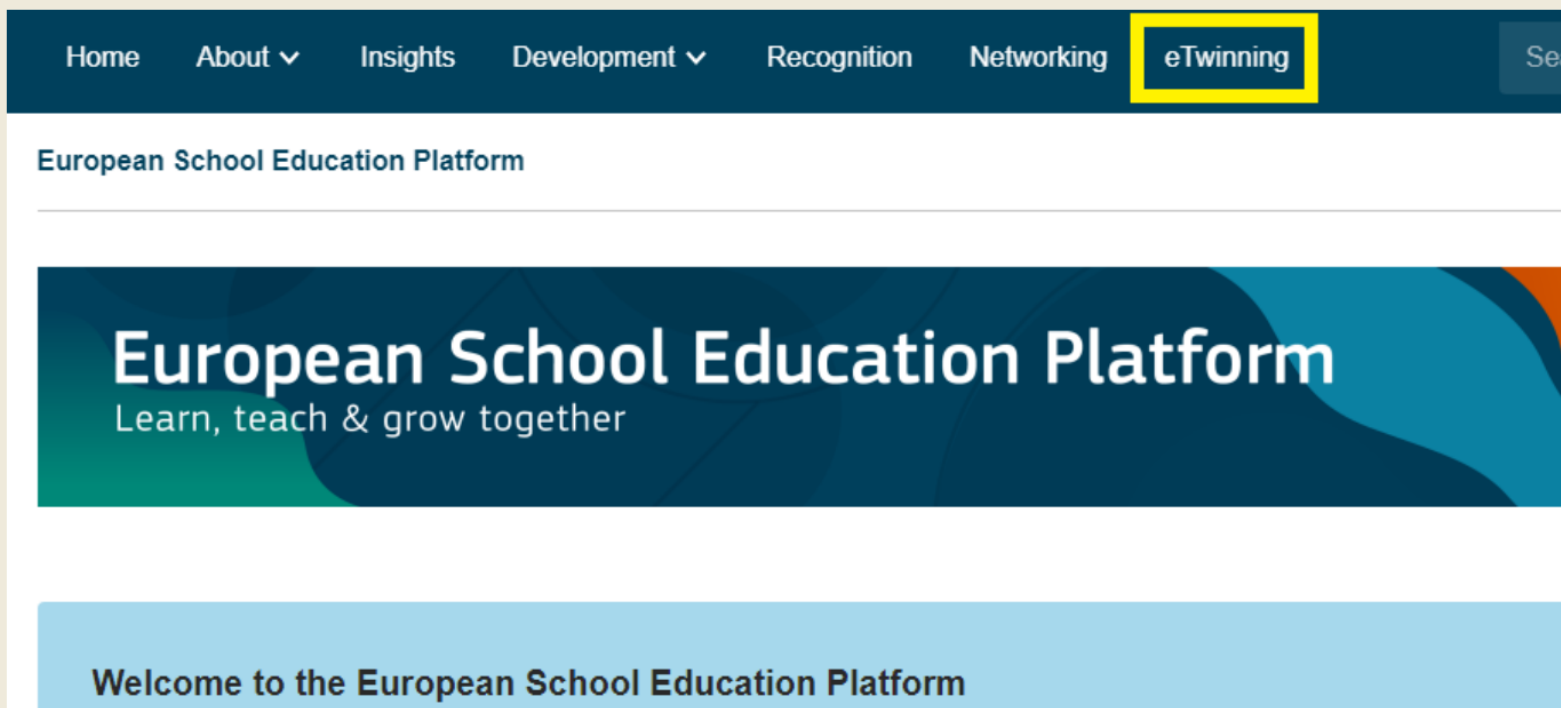 Home About Insights Development Recognition Networking eTwinning
European School Education Platform
European School Education Platform
Learn, teach & grow together
Welcome to the European School Education Platform